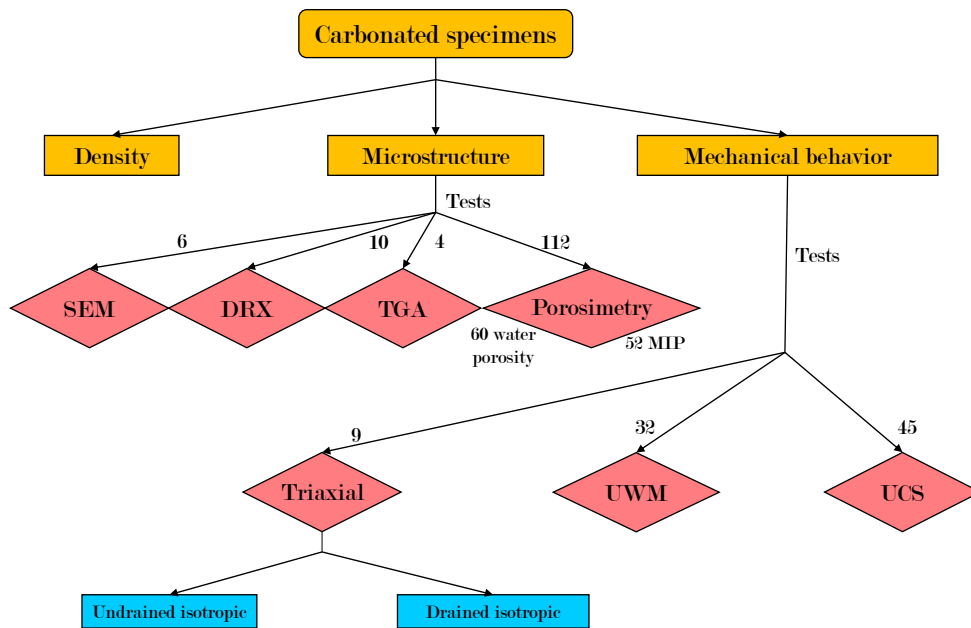 Carbonated specimens
Density
Microstructure
Mechanical behavior
Tests
6
10
4
112
Tests
SEM
DRX
TGA
Porosimetry
60 water
porosity
52 MIP
9
32
45
Triaxial
UWM
UCS
Undrained isotropic
Drained isotropic